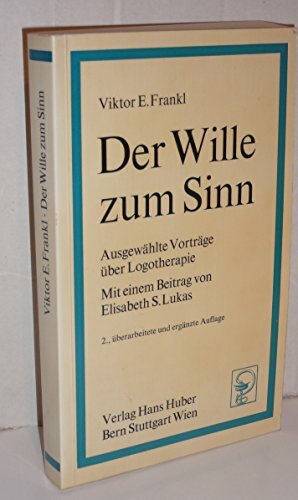 Viktor E. Frankl · Der Wille zum Sinn
Viktor E. Frankl
Der Wille
zum Sinn
Ausgewählte Vorträge
über Logotherapie
Mit einem Beitrag von
Elisabeth S. Lukas
2., überarbeitete und ergänzte Auflage
Verlag Hans Huber
Bern Stuttgart Wien